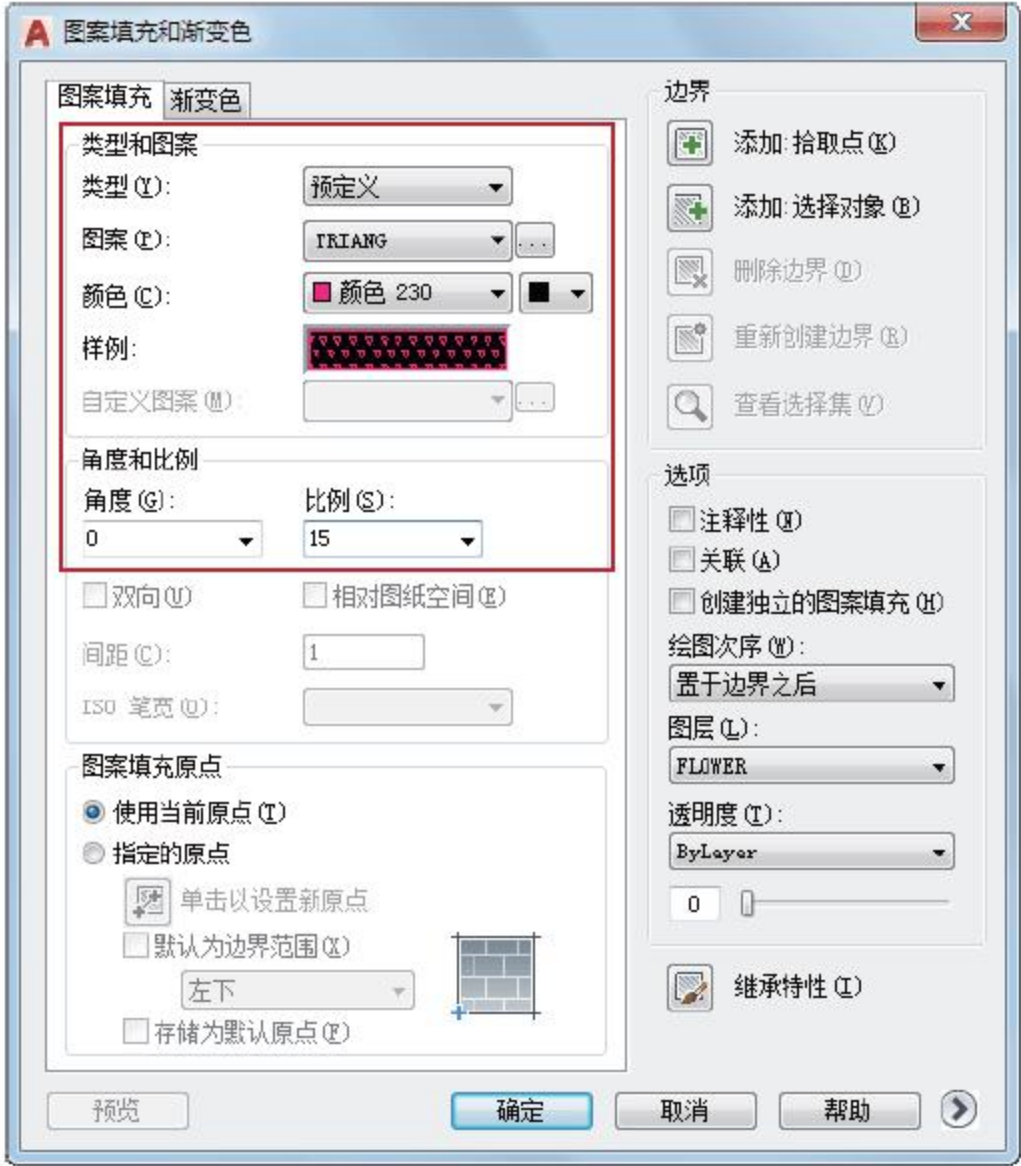 图案填充和渐变色
图案填充 渐变色
类型和图案
类型(Y): 预定义
图案(P): TRIANG ...
颜色(C): 颜色 230
样例:
自定义图案(M): ...
角度和比例
角度(G): 比例(S):
0 15
双向(U) 相对图纸空间(E)
间距(C): 1
ISO 笔宽(O):
图案填充原点
使用当前原点(T)
指定的原点
单击以设置新原点
默认为边界范围(X)
左下
存储为默认原点(F)
边界
添加:拾取点(K)
添加:选择对象(B)
删除边界(D)
重新创建边界(R)
查看选择集(V)
选项
注释性(N)
关联(A)
创建独立的图案填充(H)
绘图次序(W):
置于边界之后
图层(L):
FLOWER
透明度(T):
ByLayer
0
继承特性(I)
预览 确定 取消 帮助